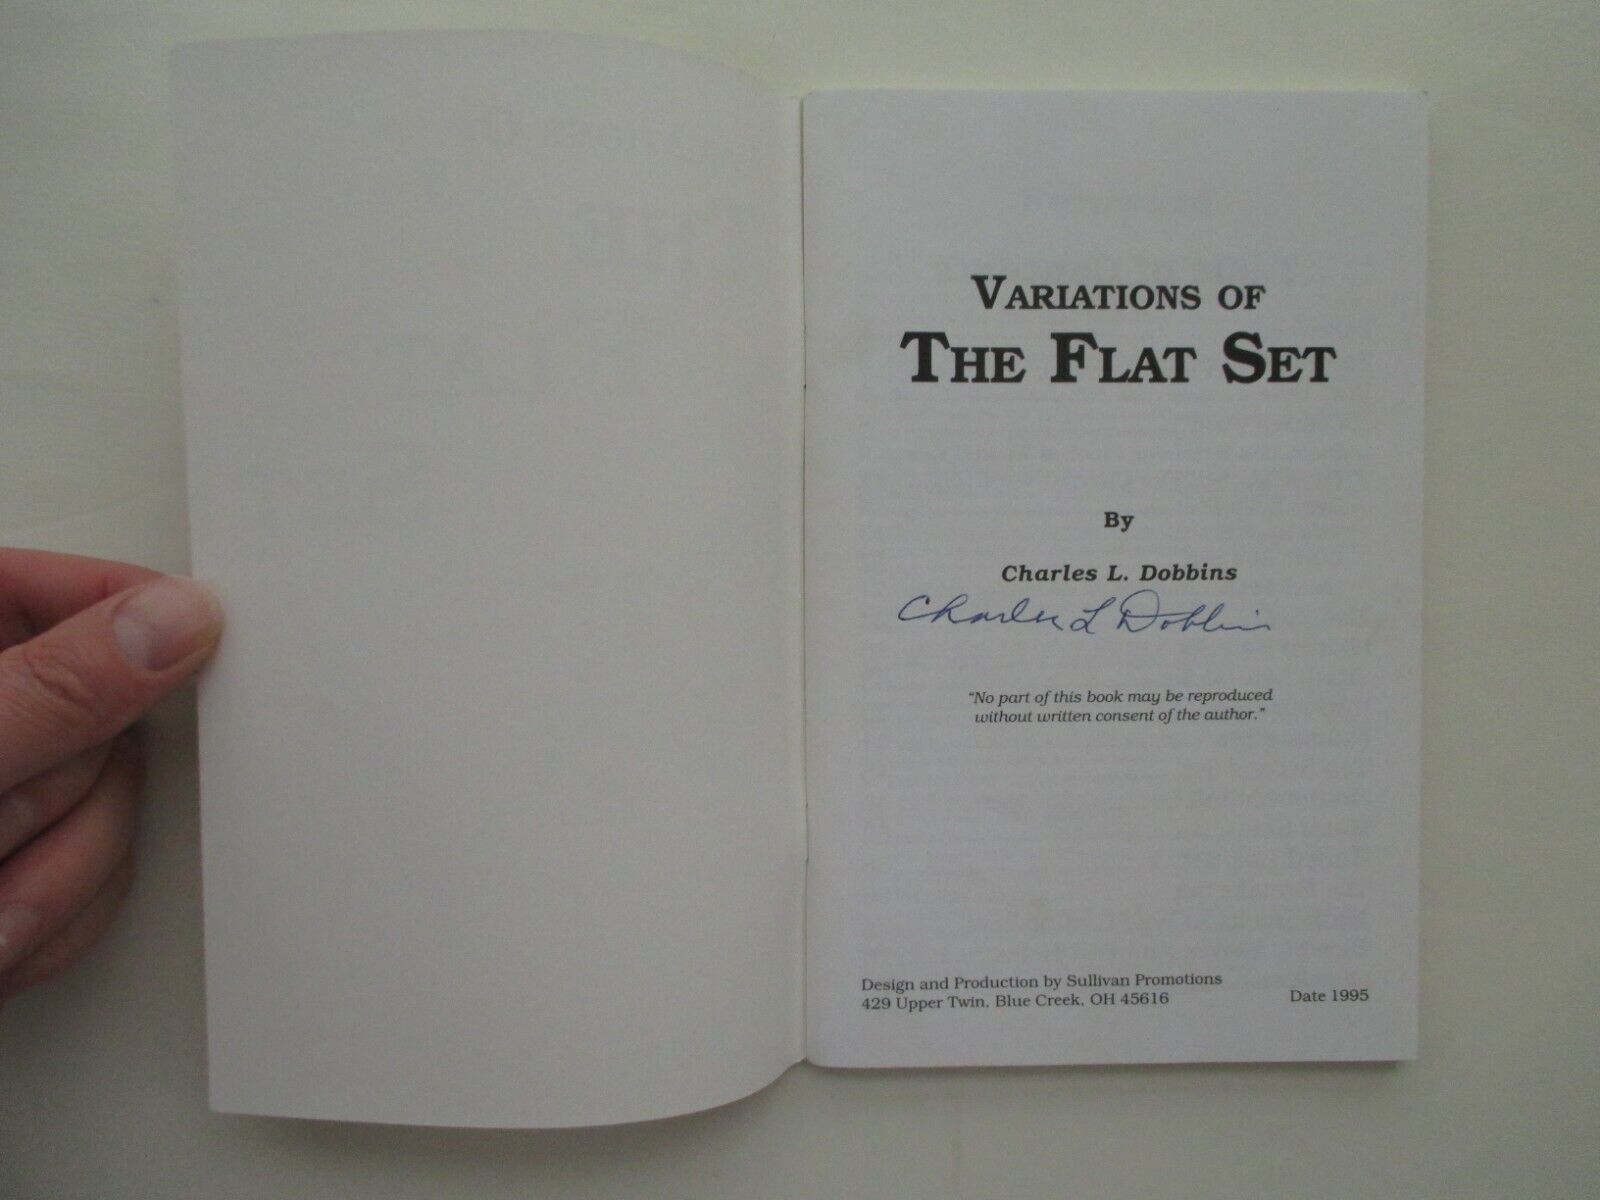 VARIATIONS OF
THE FLAT SET
By
Charles L. Dobbins
Charles L Dobbins
"No part of this book may be reproduced
without written consent of the author."
Design and Production by Sullivan Promotions
429 Upper Twin, Blue Creek, OH 45616
Date 1995